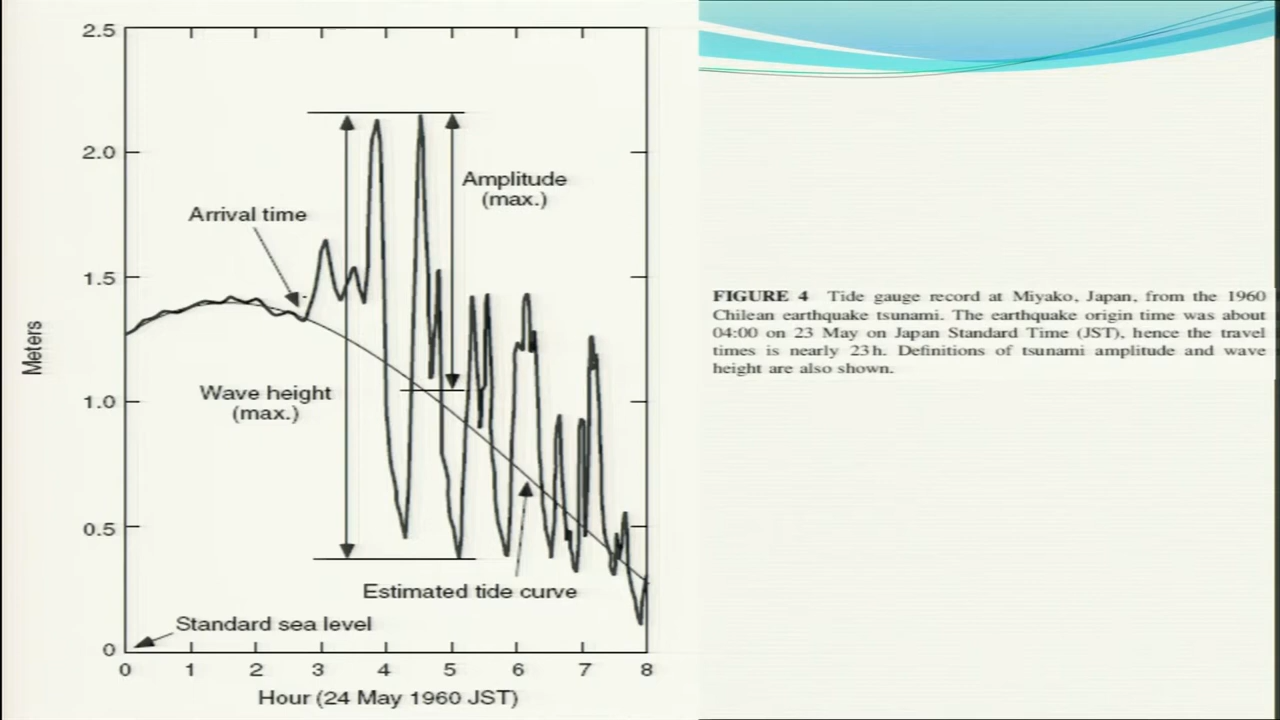 2.5
2.0
1.5
1.0
0.5
0
Meters
Arrival time
Amplitude
(max.)
Wave height
(max.)
Estimated tide curve
Standard sea level
0 1 2 3 4 5 6 7 8
Hour (24 May 1960 JST)
FIGURE 4 Tide gauge record at Miyako, Japan, from the 1960
Chilean earthquake tsunami. The earthquake origin time was about
04:00 on 23 May on Japan Standard Time (JST), hence the travel
times is nearly 23 h. Definitions of tsunami amplitude and wave
height are also shown.